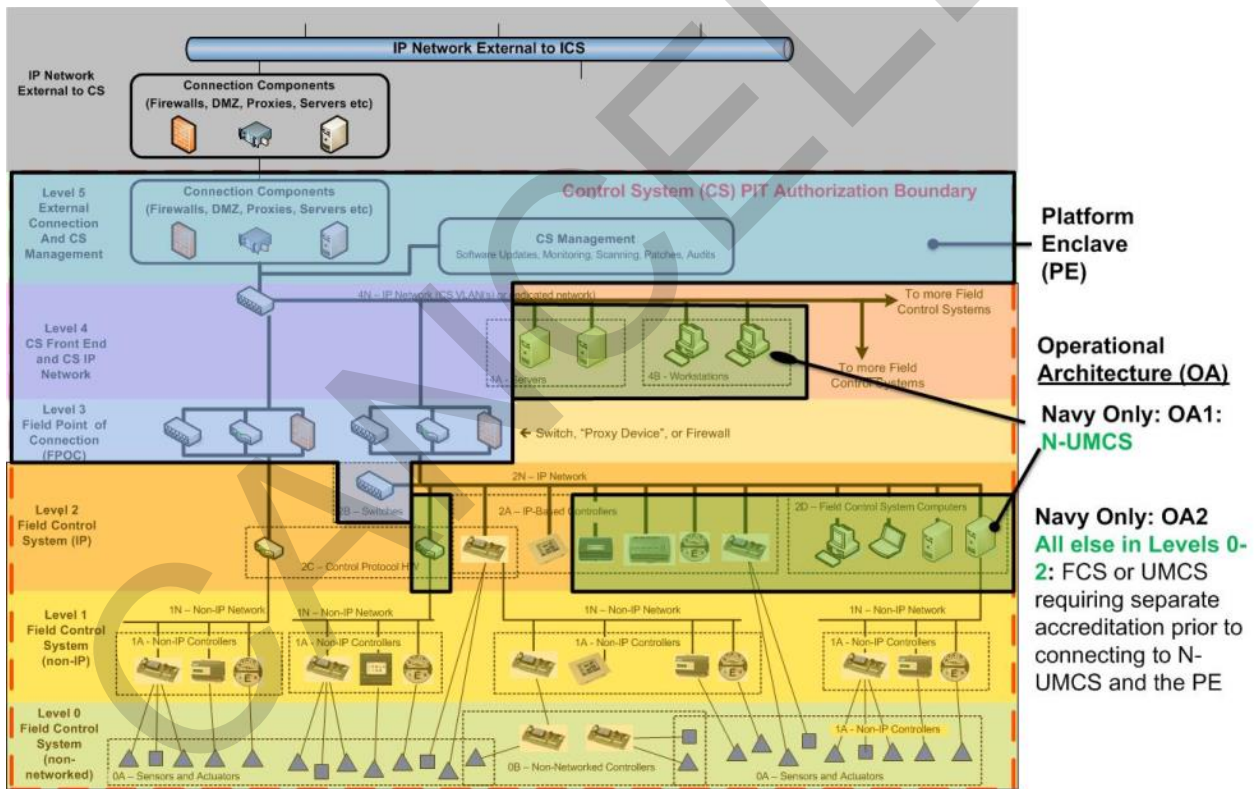 IP Network External to ICS
IP Network
External to CS
Connection Components
(Firewalls, DMZ, Proxies, Servers etc)
Level 5
External
Connection
And CS
Management
Connection Components
(Firewalls, DMZ, Proxies, Servers etc)
Control System (CS) PIT Authorization Boundary
CS Management
Software Updates, Monitoring, Scanning, Patches, Audits
Platform
Enclave
(PE)
4N – IP Network (CS VLAN(s) or dedicated network)
To more Field
Control Systems
Level 4
CS Front End
and CS IP
Network
4A - Servers
4B - Workstations
To more Field
Control Systems
Operational
Architecture (OA)
Navy Only: OA1:
N-UMCS
Level 3
Field Point of
Connection
(FPOC)
← Switch, "Proxy Device", or Firewall
2N – IP Network
Level 2
Field Control
System (IP)
2B – Switches
2A – IP-Based Controllers
2D – Field Control System Computers
2C – Control Protocol HW
Navy Only: OA2
All else in Levels 0-
2: FCS or UMCS
requiring separate
accreditation prior to
connecting to N-
UMCS and the PE
Level 1
Field Control
System
(non-IP)
1N – Non-IP Network
1N – Non-IP Network
1N – Non-IP Network
1N – Non-IP Network
1A - Non-IP Controllers
1A - Non-IP Controllers
1A - Non-IP Controllers
1A - Non-IP Controllers
Level 0
Field Control
System
(non-
networked)
1A - Non-IP Controllers
0A – Sensors and Actuators
0B – Non-Networked Controllers
0A – Sensors and Actuators
CANCELL